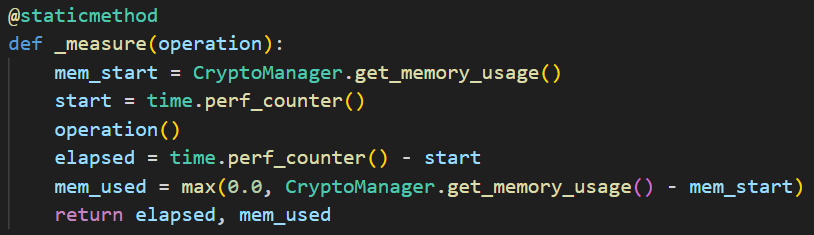 @staticmethod
def _measure(operation):
    mem_start = CryptoManager.get_memory_usage()
    start = time.perf_counter()
    operation()
    elapsed = time.perf_counter() - start
    mem_used = max(0.0, CryptoManager.get_memory_usage() - mem_start)
    return elapsed, mem_used